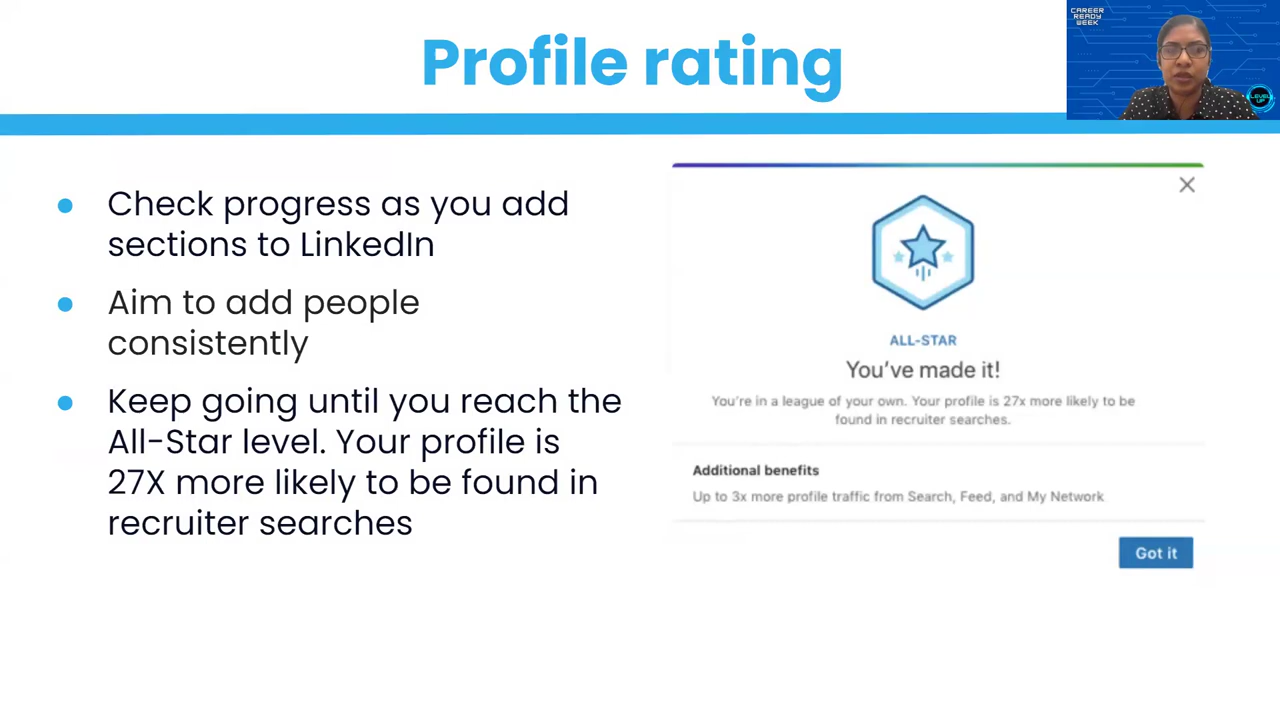 Profile rating
CAREER
READY
WEEK
LEVEL
UP
Check progress as you add
sections to LinkedIn
Aim to add people
consistently
Keep going until you reach the
All-Star level. Your profile is
27X more likely to be found in
recruiter searches
ALL-STAR
You've made it!
You're in a league of your own. Your profile is 27x more likely to be
found in recruiter searches.
Additional benefits
Up to 3x more profile traffic from Search, Feed, and My Network
Got it